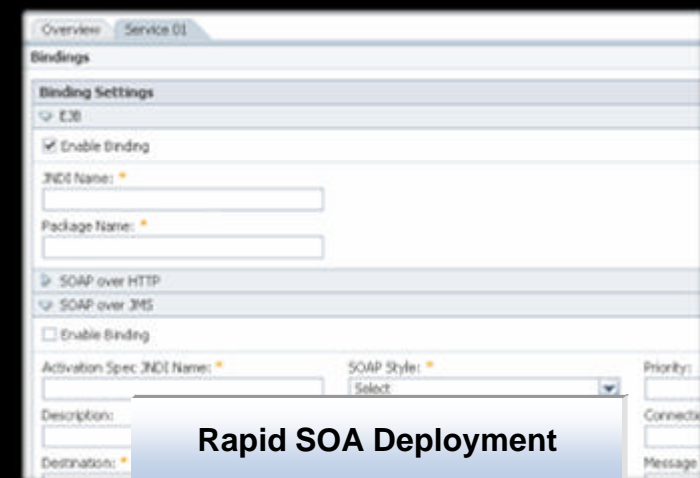 Overview Service 01
Bindings
Binding Settings
EJB
Enable Binding
JNDI Name: *
Package Name: *
SOAP over HTTP
SOAP over JMS
Enable Binding
Activation Spec JNDI Name: * SOAP Style: * Priority:
Select
Description:
Rapid SOA Deployment
Destination: * Message